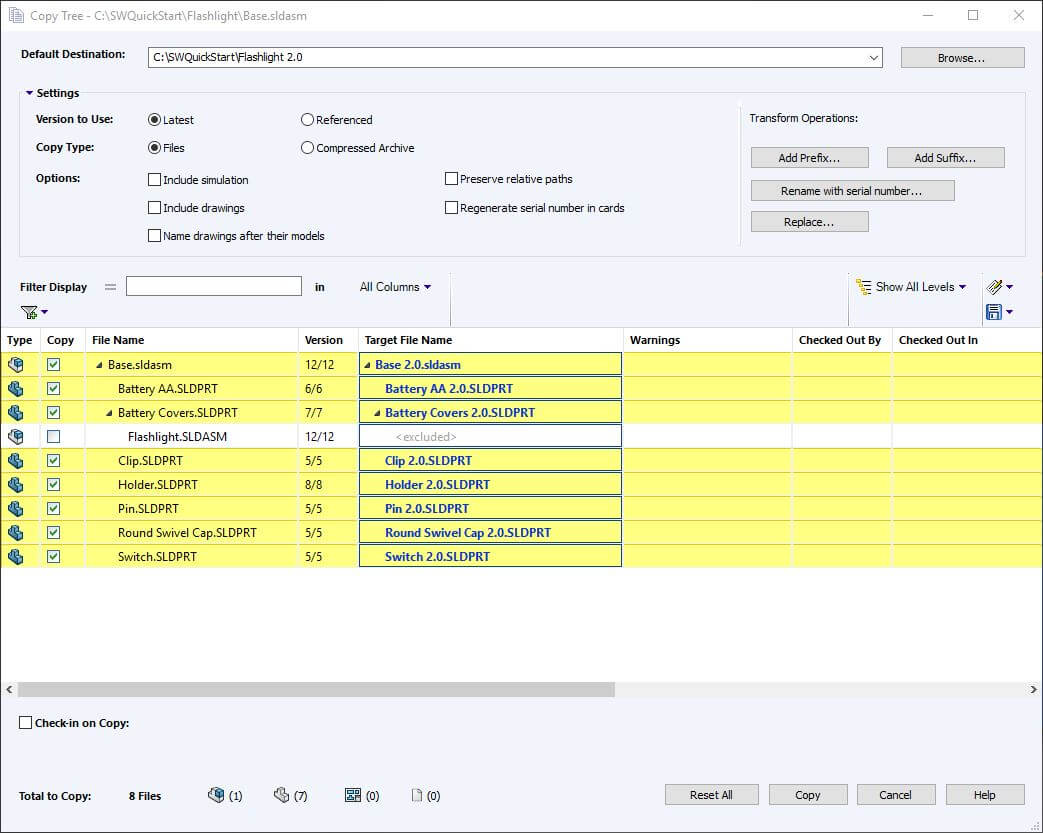 Copy Tree - C:\SWQuickStart\Flashlight\Base.sldasm
Default Destination: C:\SWQuickStart\Flashlight 2.0 Browse...
Settings
Version to Use: Latest Referenced Transform Operations:
Copy Type: Files Compressed Archive Add Prefix... Add Suffix...
Options: Include simulation Preserve relative paths Rename with serial number...
Include drawings Regenerate serial number in cards Replace...
Name drawings after their models
Filter Display = in All Columns Show All Levels
Type Copy File Name Version Target File Name Warnings Checked Out By Checked Out In
Base.sldasm 12/12 Base 2.0.sldasm
Battery AA.SLDPRT 6/6 Battery AA 2.0.SLDPRT
Battery Covers.SLDPRT 7/7 Battery Covers 2.0.SLDPRT
Flashlight.SLDASM 12/12 <excluded>
Clip.SLDPRT 5/5 Clip 2.0.SLDPRT
Holder.SLDPRT 8/8 Holder 2.0.SLDPRT
Pin.SLDPRT 5/5 Pin 2.0.SLDPRT
Round Swivel Cap.SLDPRT 5/5 Round Swivel Cap 2.0.SLDPRT
Switch.SLDPRT 5/5 Switch 2.0.SLDPRT
Check-in on Copy:
Total to Copy: 8 Files (1) (7) (0) (0) Reset All Copy Cancel Help